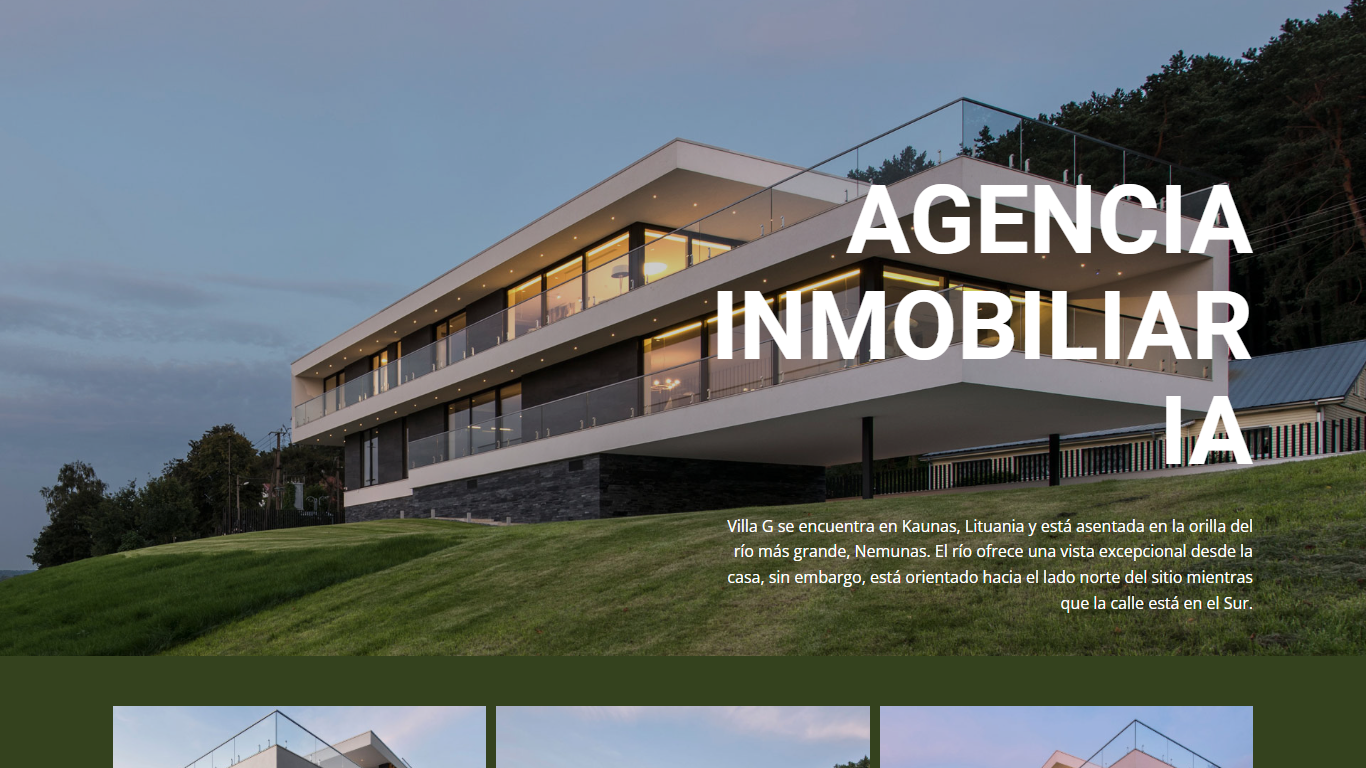 AGENCIA
INMOBILIAR
IA
Villa G se encuentra en Kaunas, Lituania y está asentada en la orilla del
río más grande, Nemunas. El río ofrece una vista excepcional desde la
casa, sin embargo, está orientado hacia el lado norte del sitio mientras
que la calle está en el Sur.